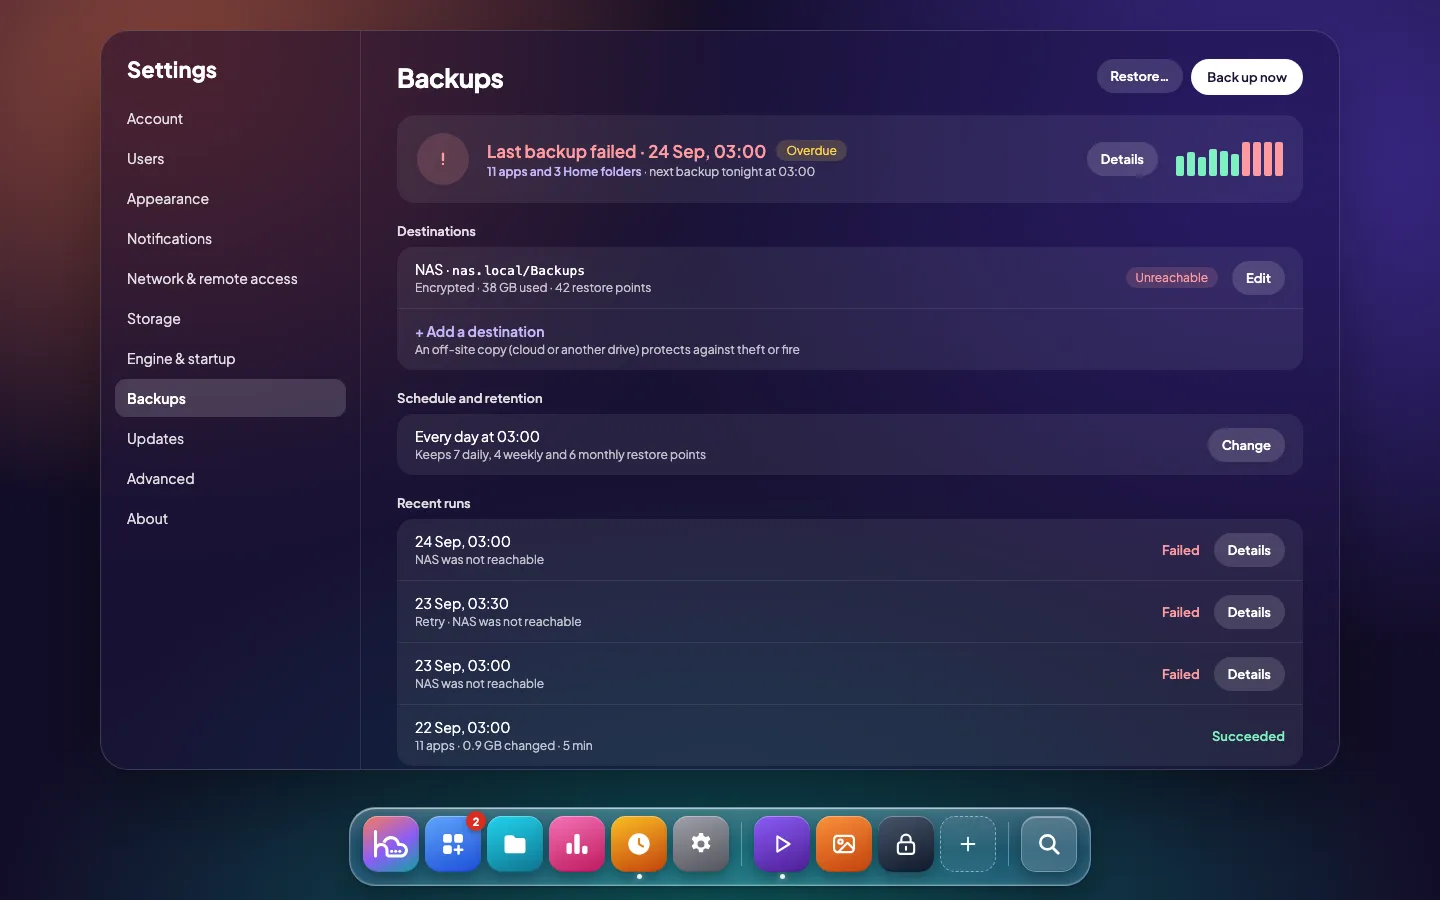 Settings
Account
Users
Appearance
Notifications
Network & remote access
Storage
Engine & startup
Backups
Updates
Advanced
About
Backups
Restore…
Back up now
!
Last backup failed · 24 Sep, 03:00
Overdue
11 apps and 3 Home folders · next backup tonight at 03:00
Details
Destinations
NAS · nas.local/Backups
Encrypted · 38 GB used · 42 restore points
Unreachable
Edit
+ Add a destination
An off-site copy (cloud or another drive) protects against theft or fire
Schedule and retention
Every day at 03:00
Keeps 7 daily, 4 weekly and 6 monthly restore points
Change
Recent runs
24 Sep, 03:00
NAS was not reachable
Failed
Details
23 Sep, 03:30
Retry · NAS was not reachable
Failed
Details
23 Sep, 03:00
NAS was not reachable
Failed
Details
22 Sep, 03:00
11 apps · 0.9 GB changed · 5 min
Succeeded
2